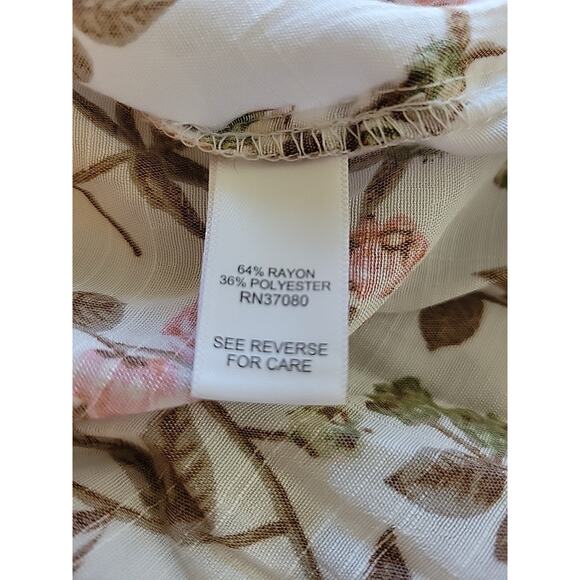 64% RAYON
36% POLYESTER
RN37080
SEE REVERSE
FOR CARE